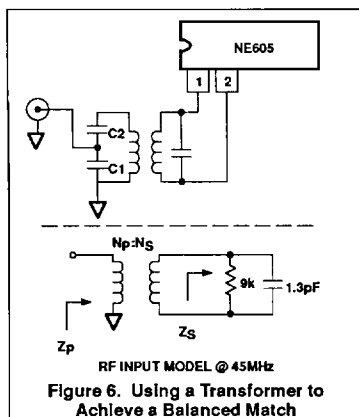 NE605
1 2
C2
C1
Np:Ns
9k
1.3pF
Zp
Zs
RF INPUT MODEL @ 45MHz
Figure 6. Using a Transformer to
Achieve a Balanced Match